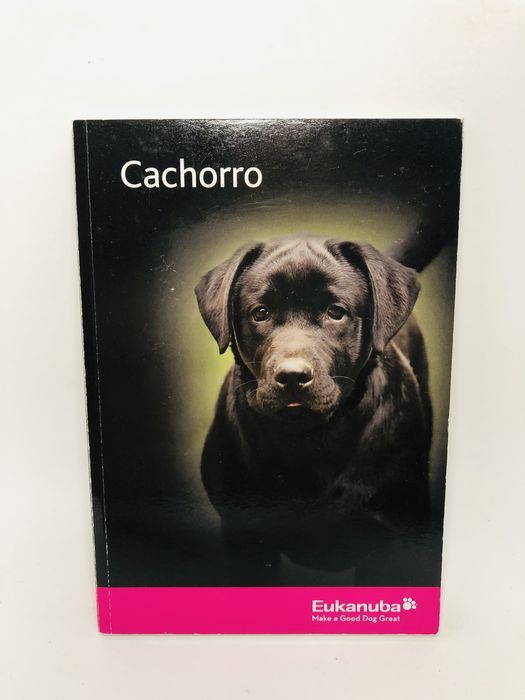 Cachorro
Eukanuba
Make a Good Dog Great